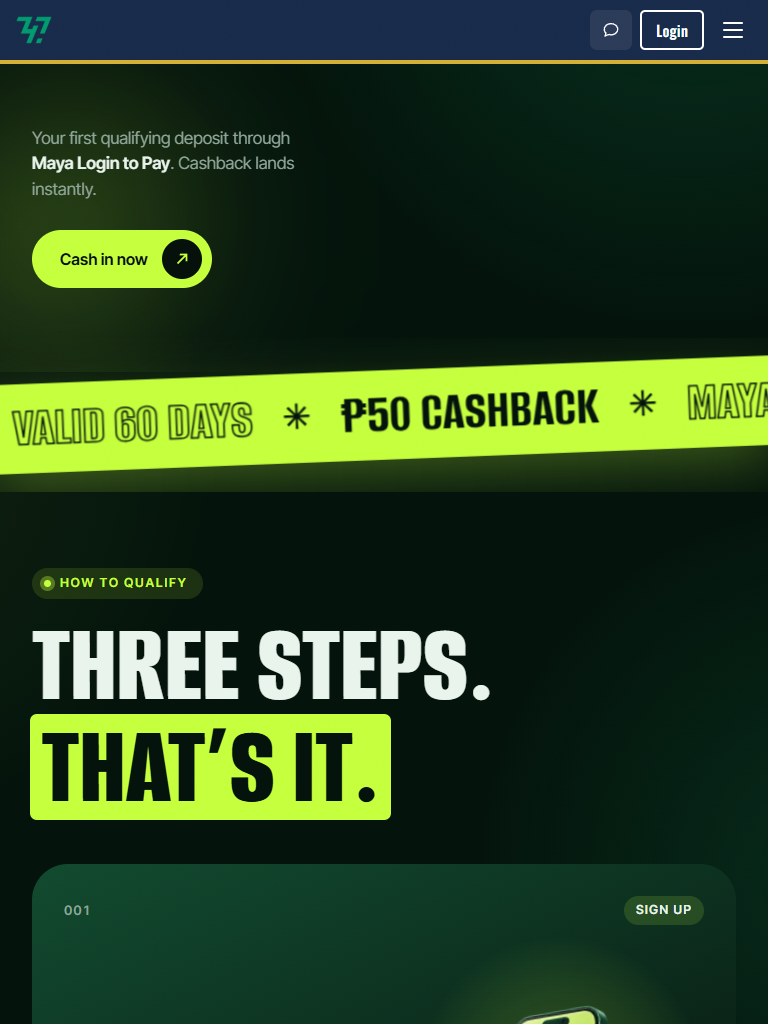 Login
Your first qualifying deposit through
Maya Login to Pay. Cashback lands
instantly.
Cash in now
VALID 60 DAYS ✳ ₱50 CASHBACK ✳ MAYA
HOW TO QUALIFY
THREE STEPS.
THAT’S IT.
001
SIGN UP